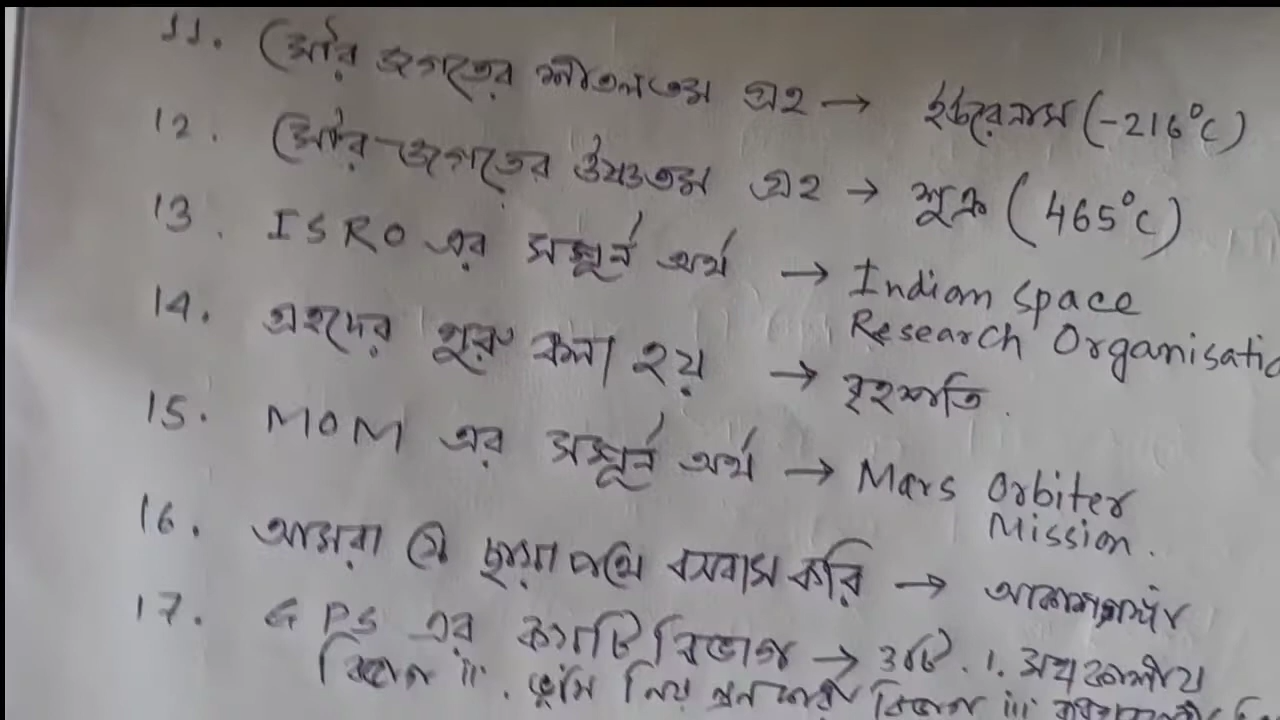 11. সৌর জগতের শীতলতম গ্রহ → ইউরেনাস (-216°C)
12. সৌর-জগতের উষ্ণতম গ্রহ → শুক্র (465°C)
13. ISRO এর সম্পূর্ন অর্থ → Indian Space
Research Organisatio
14. গ্রহদের গুরু বলা হয় → বৃহস্পতি.
15. MOM এর সম্পূর্ন অর্থ → Mars Orbiter
Mission.
16. আমরা যে ছায়াপথে বসবাস করি → আকাশগঙ্গা
17. GPS এর কয়টি বিভাগ → ৩টি. 1. মহাকাশীয়
বিভাগ ii. ভূমি নিয়ন্ত্রনকারী বিভাগ iii